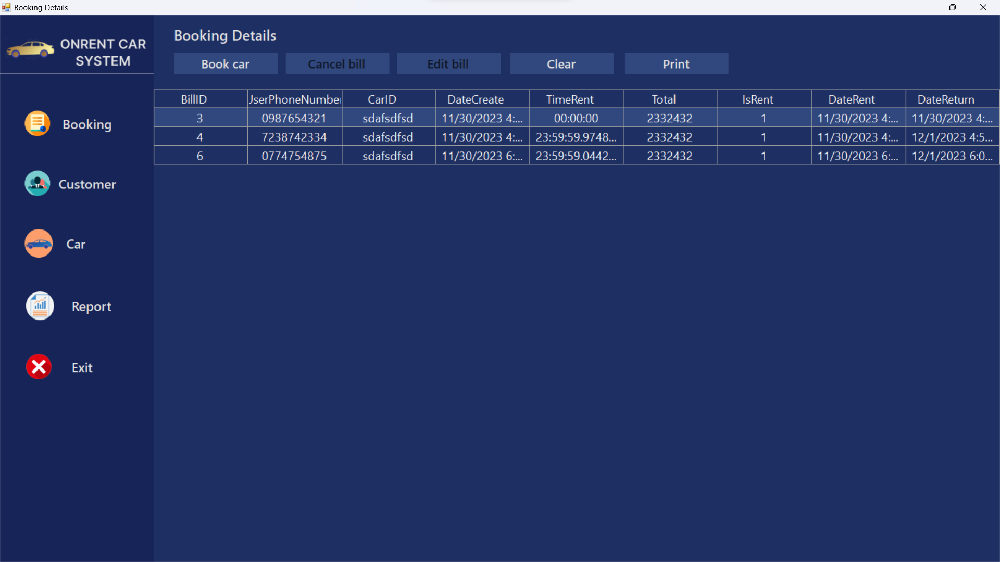 Booking Details
ONRENT CAR
SYSTEM
Booking Details
Book car Cancel bill Edit bill Clear Print
BillID JserPhoneNumber CarID DateCreate TimeRent Total IsRent DateRent DateReturn
3 0987654321 sdafsdfsd 11/30/2023 4:... 00:00:00 2332432 1 11/30/2023 4:... 11/30/2023 4:...
4 7238742334 sdafsdfsd 11/30/2023 4:... 23:59:59.9748... 2332432 1 11/30/2023 4:... 12/1/2023 4:5...
6 0774754875 sdafsdfsd 11/30/2023 6:... 23:59:59.0442... 2332432 1 11/30/2023 6:... 12/1/2023 6:0...
Booking
Customer
Car
Report
Exit